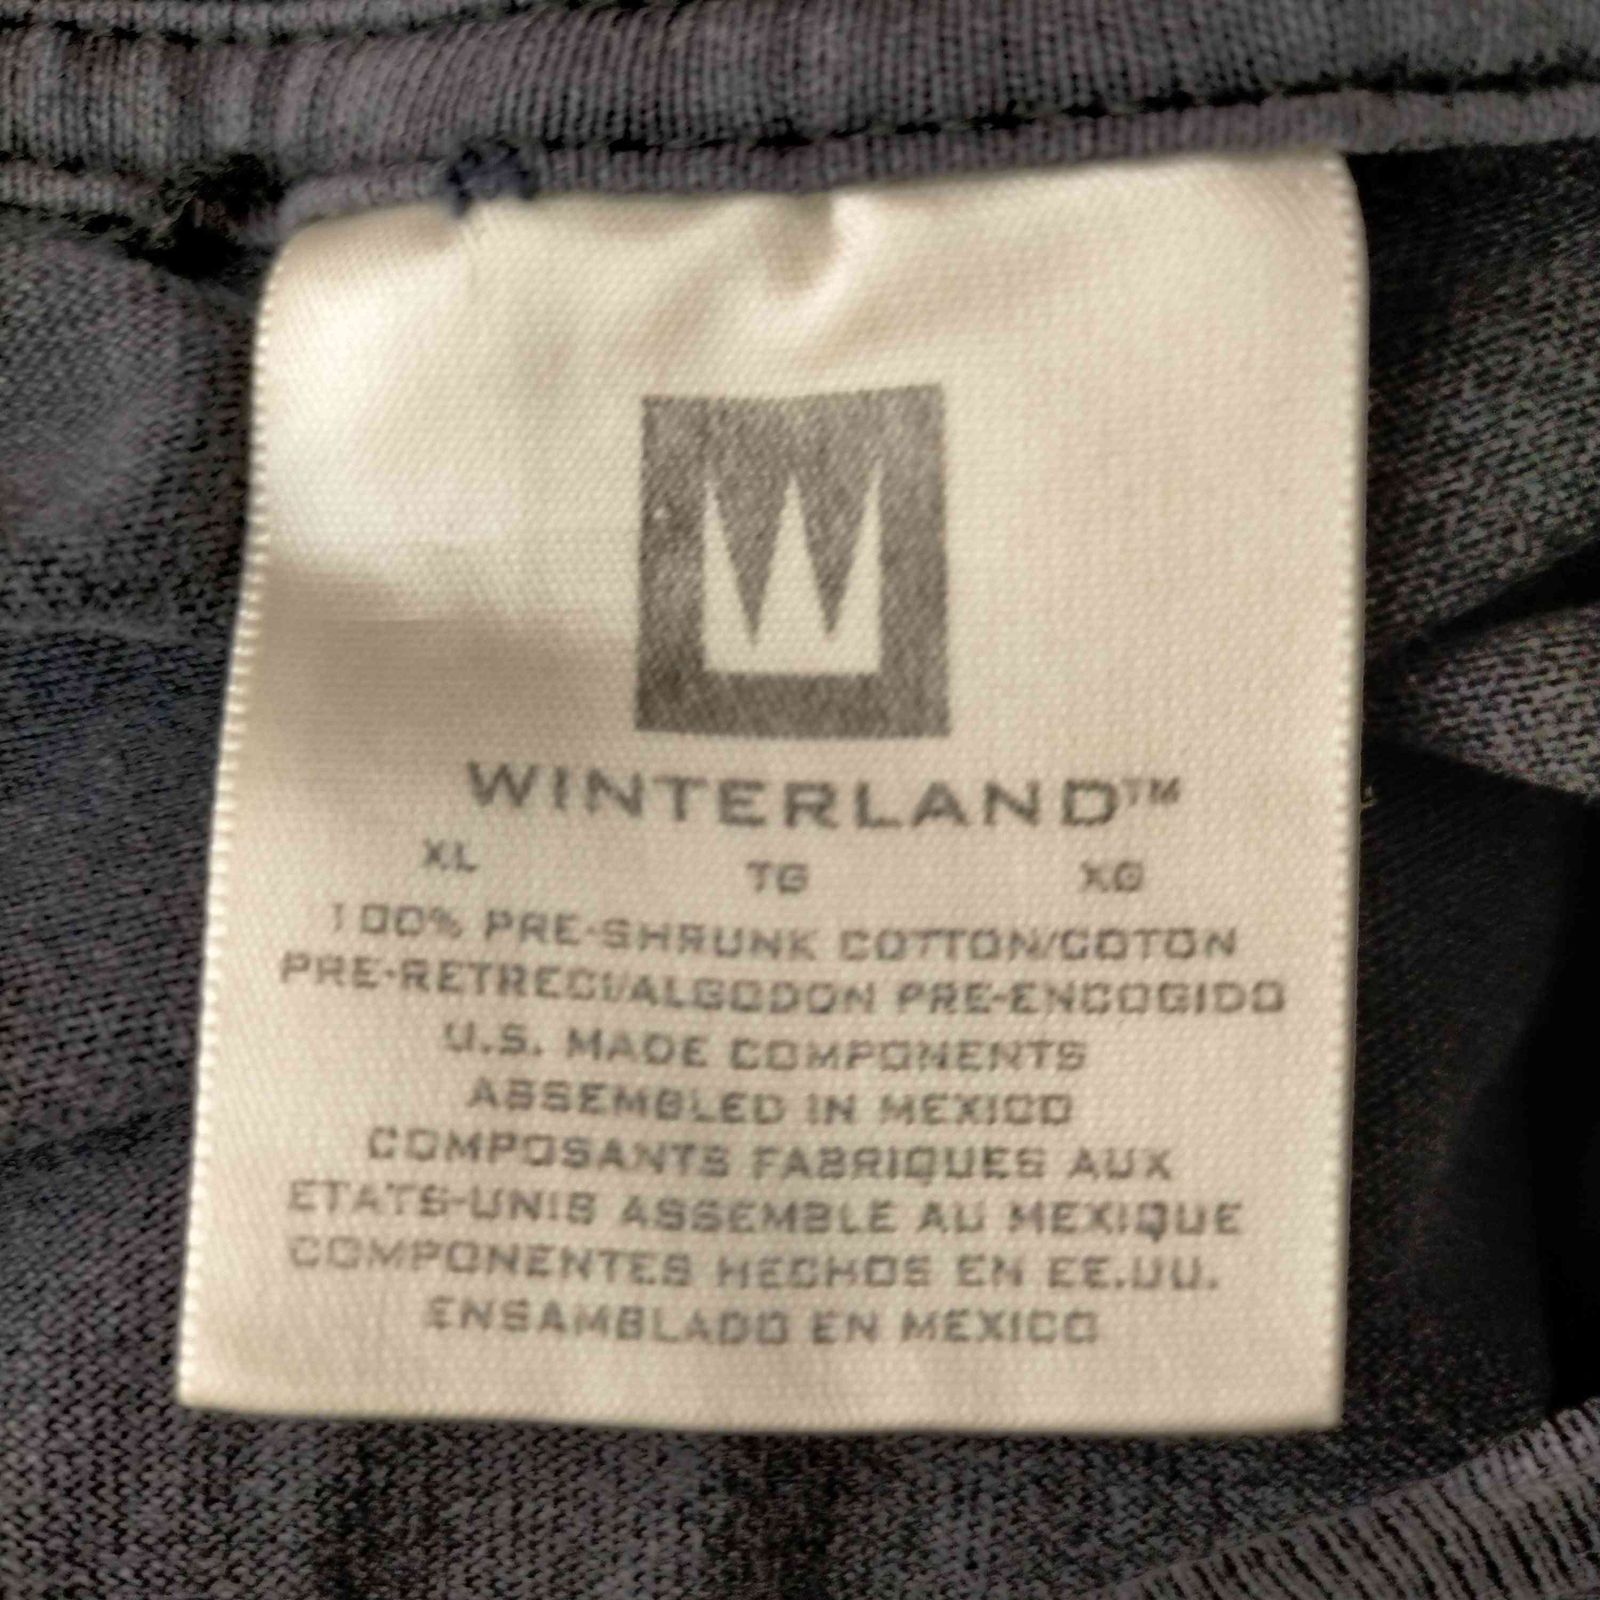 W
WINTERLAND™
XL TG XG
100% PRE-SHRUNK COTTON/COTON
PRE-RETRECI/ALGODON PRE-ENCOGIDO
U.S. MADE COMPONENTS
ASSEMBLED IN MEXICO
COMPOSANTS FABRIQUES AUX
ETATS-UNIS ASSEMBLE AU MEXIQUE
COMPONENTES HECHOS EN EE.UU.
ENSAMBLADO EN MEXICO